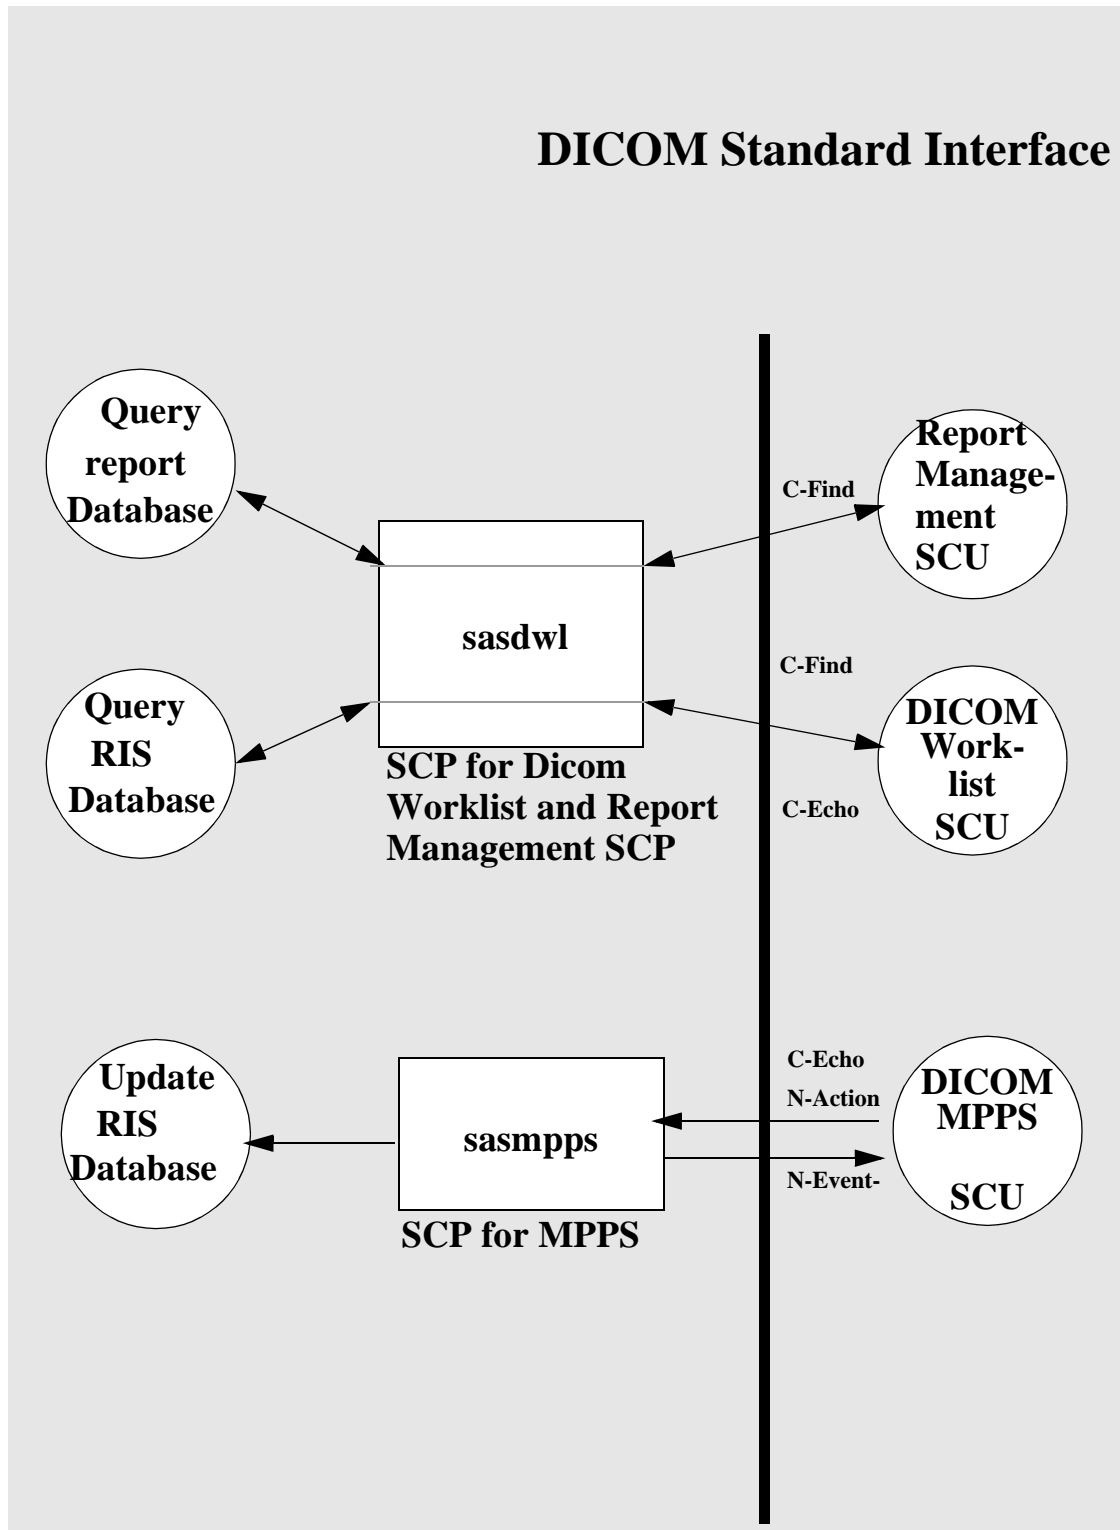 DICOM Standard Interface
Query
report
Database
C-Find
Report
Manage-
ment
SCU
sasdwl
C-Find
Query
RIS
Database
DICOM
Work-
list
SCU
SCP for Dicom
Worklist and Report
Management SCP
C-Echo
Update
RIS
Database
sasmpps
SCP for MPPS
C-Echo
N-Action
N-Event-
DICOM
MPPS
SCU